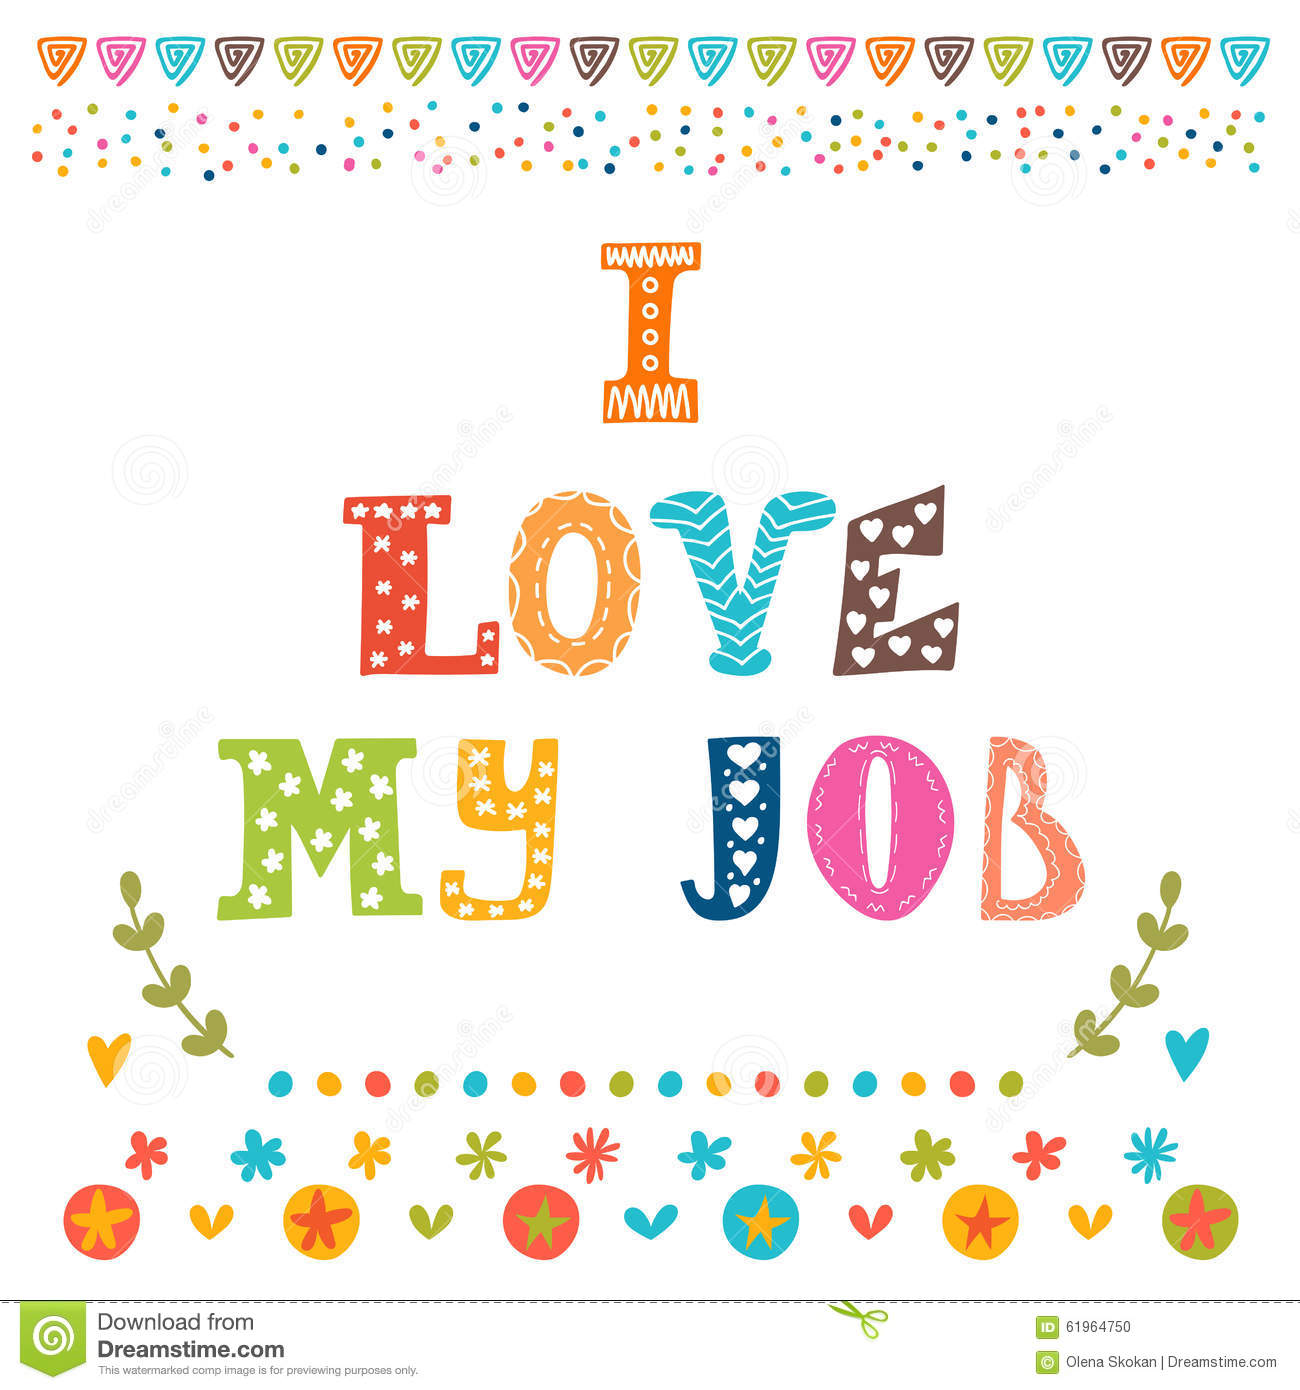 I
LOVE
MY JOB
Download from
Dreamstime.com
This watermarked comp image is for previewing purposes only.
ID 61964750
© Olena Skokan | Dreamstime.com
dreamstime